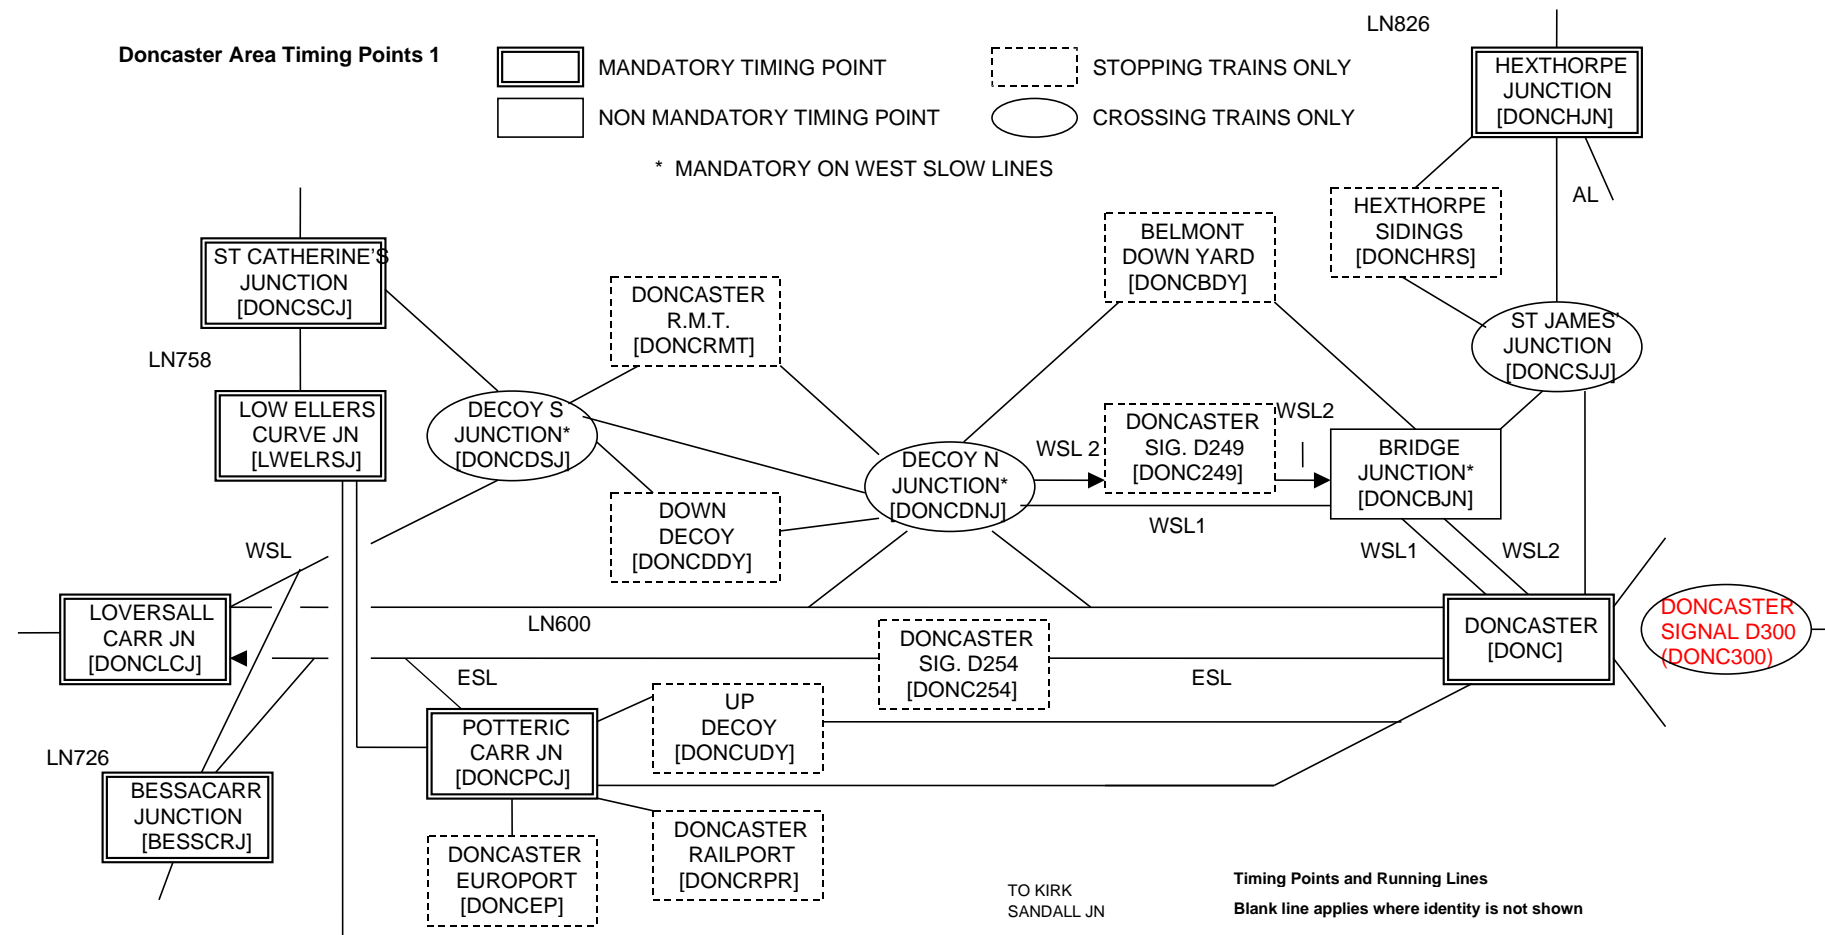 LN826
Doncaster Area Timing Points 1
MANDATORY TIMING POINT
STOPPING TRAINS ONLY
NON MANDATORY TIMING POINT
CROSSING TRAINS ONLY
* MANDATORY ON WEST SLOW LINES
HEXTHORPE
JUNCTION
[DONCHJN]
AL
HEXTHORPE
SIDINGS
[DONCHRS]
BELMONT
DOWN YARD
[DONCBDY]
ST CATHERINE'S
JUNCTION
[DONCSCJ]
DONCASTER
R.M.T.
[DONCRMT]
ST JAMES'
JUNCTION
[DONCSJJ]
LN758
LOW ELLERS
CURVE JN
[LWELRSJ]
DECOY S
JUNCTION*
[DONCDSJ]
DECOY N
JUNCTION*
[DONCDNJ]
WSL 2
DONCASTER
SIG. D249
[DONC249]
WSL2
BRIDGE
JUNCTION*
[DONCBJN]
DOWN
DECOY
[DONCDDY]
WSL1
WSL1
WSL2
WSL
LOVERSALL
CARR JN
[DONCLCJ]
LN600
DONCASTER
SIG. D254
[DONC254]
DONCASTER
[DONC]
DONCASTER
SIGNAL D300
(DONC300)
ESL
ESL
UP
DECOY
[DONCUDY]
POTTERIC
CARR JN
[DONCPCJ]
LN726
BESSACARR
JUNCTION
[BESSCRJ]
DONCASTER
EUROPORT
[DONCEP]
DONCASTER
RAILPORT
[DONCRPR]
TO KIRK
SANDALL JN
Timing Points and Running Lines
Blank line applies where identity is not shown